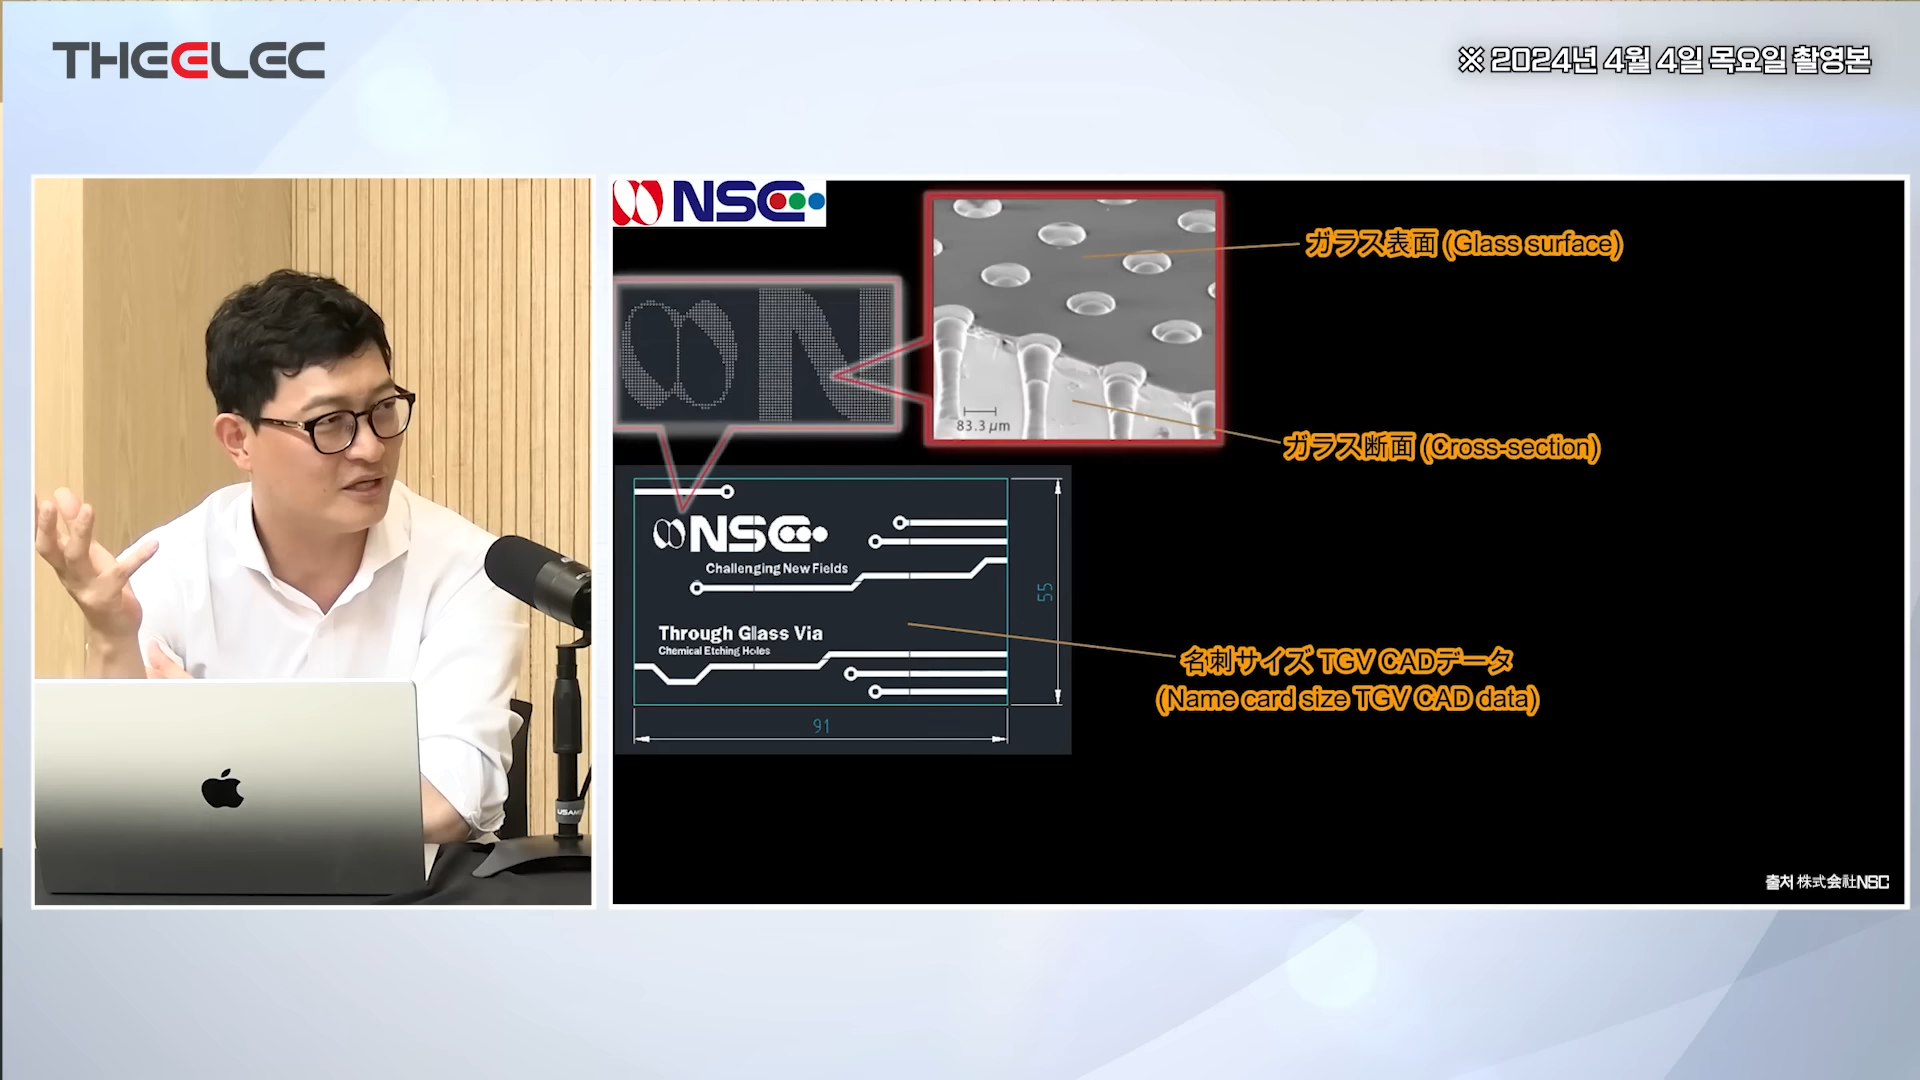 THEELEC
※ 2024년 4월 4일 목요일 촬영본
NSC
ガラス表面 (Glass surface)
83.3 μm
ガラス断面 (Cross-section)
NSC
Challenging New Fields
Through Glass Via
Chemical Etching Holes
55
91
名刺サイズ TGV CADデータ
(Name card size TGV CAD data)
출처 株式会社NSC